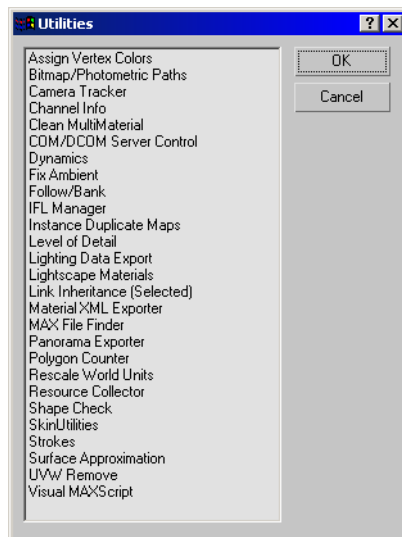 Utilities
Assign Vertex Colors
Bitmap/Photometric Paths
Camera Tracker
Channel Info
Clean MultiMaterial
COM/DCOM Server Control
Dynamics
Fix Ambient
Follow/Bank
IFL Manager
Instance Duplicate Maps
Level of Detail
Lighting Data Export
Lightscape Materials
Link Inheritance (Selected)
Material XML Exporter
MAX File Finder
Panorama Exporter
Polygon Counter
Rescale World Units
Resource Collector
Shape Check
SkinUtilities
Strokes
Surface Approximation
UVW Remove
Visual MAXScript
OK
Cancel